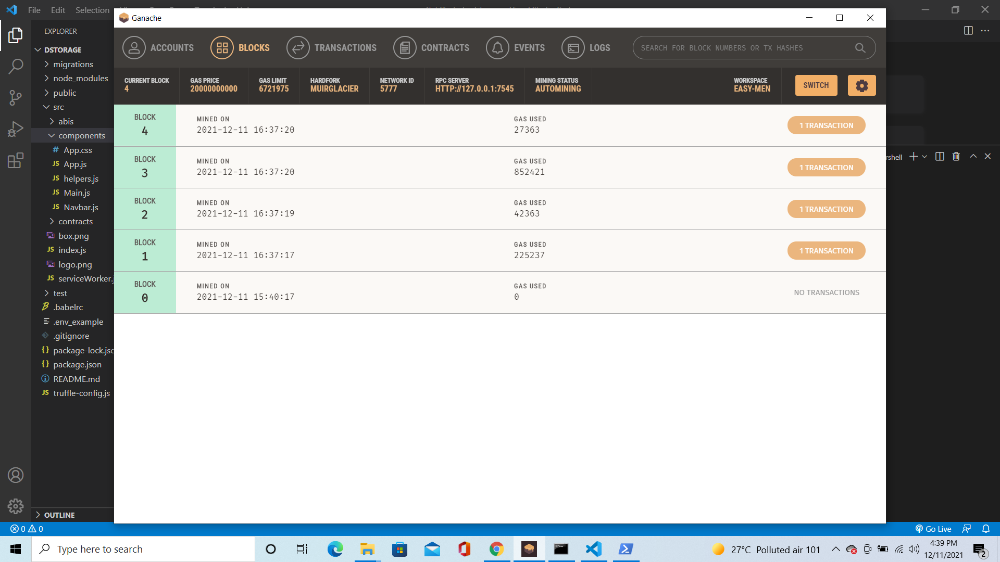 File Edit Selection
Ganache
EXPLORER
DSTORAGE
migrations
node_modules
public
src
abis
components
# App.css
JS App.js
JS helpers.js
JS Main.js
JS Navbar.js
contracts
box.png
JS index.js
logo.png
JS serviceWorker.
test
.babelrc
.env_example
.gitignore
{} package-lock.jsc
{} package.json
README.md
JS truffle-config.js
OUTLINE
ACCOUNTS BLOCKS TRANSACTIONS CONTRACTS EVENTS LOGS SEARCH FOR BLOCK NUMBERS OR TX HASHES
CURRENT BLOCK GAS PRICE GAS LIMIT HARDFORK NETWORK ID RPC SERVER MINING STATUS WORKSPACE
4 20000000000 6721975 MUIRGLACIER 5777 HTTP://127.0.0.1:7545 AUTOMINING EASY-MEN
SWITCH
BLOCK MINED ON GAS USED
4 2021-12-11 16:37:20 27363
1 TRANSACTION
BLOCK MINED ON GAS USED
3 2021-12-11 16:37:20 852421
1 TRANSACTION
BLOCK MINED ON GAS USED
2 2021-12-11 16:37:19 42363
1 TRANSACTION
BLOCK MINED ON GAS USED
1 2021-12-11 16:37:17 225237
1 TRANSACTION
BLOCK MINED ON GAS USED
0 2021-12-11 15:40:17 0
NO TRANSACTIONS
rshell
0 0 Go Live
Type here to search
27°C Polluted air 101
4:39 PM
12/11/2021
2